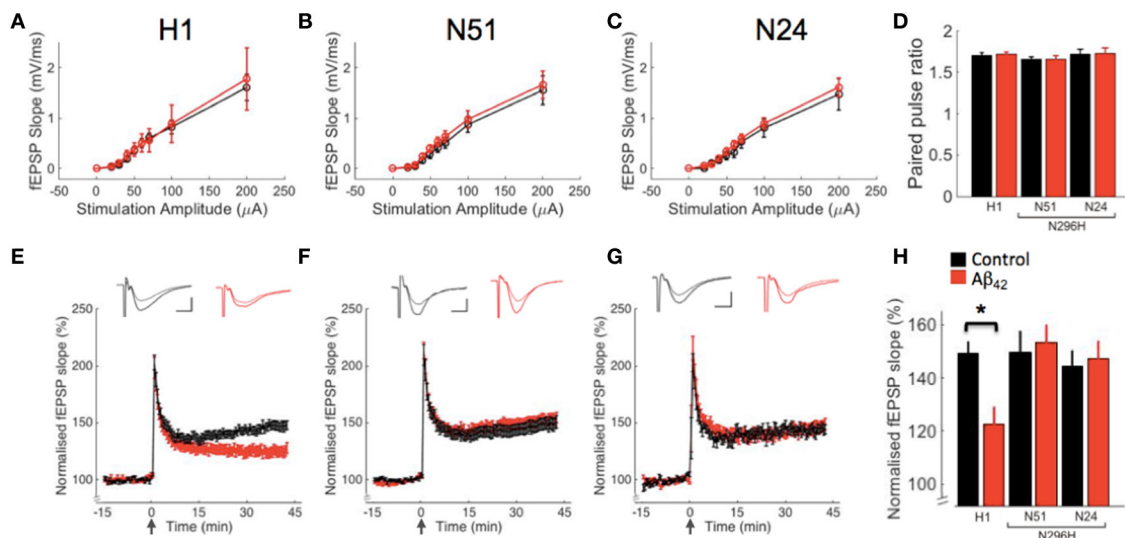 A
H1
fEPSP Slope (mV/ms)
2
1
0
-50 0 50 100 150 200 250
Stimulation Amplitude (μA)
B
N51
fEPSP Slope (mV/ms)
2
1
0
-50 0 50 100 150 200 250
Stimulation Amplitude (μA)
C
N24
fEPSP Slope (mV/ms)
2
1
0
-50 0 50 100 150 200 250
Stimulation Amplitude (μA)
D
Paired pulse ratio
2
1.5
1
0.5
0
H1 N51 N24
N296H
E
Normalised fEPSP slope (%)
250
200
150
100
-15 0 15 30 45
Time (min)
F
Normalised fEPSP slope (%)
250
200
150
100
-15 0 15 30 45
Time (min)
G
Normalised fEPSP slope (%)
250
200
150
100
-15 0 15 30 45
Time (min)
H
Control
Aβ42
*
Normalised fEPSP slope (%)
160
140
120
100
H1 N51 N24
N296H